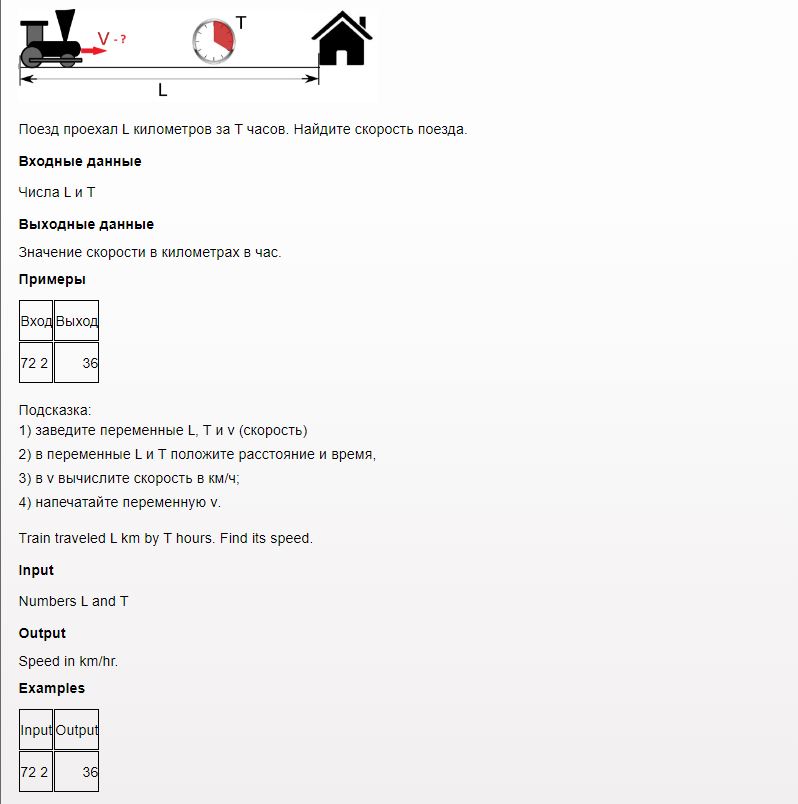 V - ?
T
L
Поезд проехал L километров за T часов. Найдите скорость поезда.
Входные данные
Числа L и T
Выходные данные
Значение скорости в километрах в час.
Примеры
Вход Выход
72 2 36
Подсказка:
1) заведите переменные L, T и v (скорость)
2) в переменные L и T положите расстояние и время,
3) в v вычислите скорость в км/ч;
4) напечатайте переменную v.
Train traveled L km by T hours. Find its speed.
Input
Numbers L and T
Output
Speed in km/hr.
Examples
Input Output
72 2 36